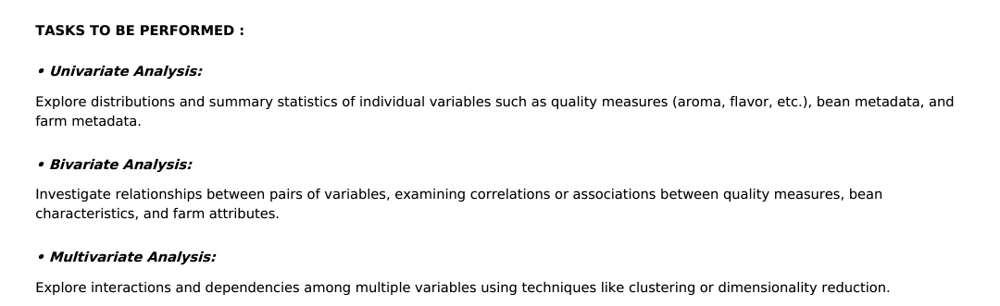 TASKS TO BE PERFORMED :
• Univariate Analysis:
Explore distributions and summary statistics of individual variables such as quality measures (aroma, flavor, etc.), bean metadata, and
farm metadata.
• Bivariate Analysis:
Investigate relationships between pairs of variables, examining correlations or associations between quality measures, bean
characteristics, and farm attributes.
• Multivariate Analysis:
Explore interactions and dependencies among multiple variables using techniques like clustering or dimensionality reduction.